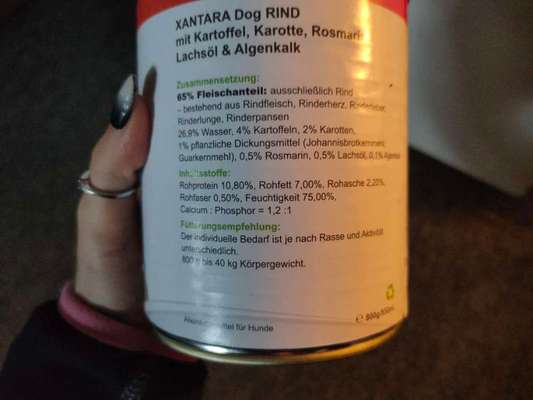 XANTARA Dog RIND
mit Kartoffel, Karotte,
Lachsöl & Algenkalk
Zusammensetzung:
65% Fleischanteil: ausschließlich Rind
- bestehend aus Rindfleisch, Rinderherz,
Rinderlunge, Rinderpansen
26,9% Wasser, 4% Kartoffeln, 2% Karotten,
1% pflanzliche Dickungsmittel (Johannisbrotkernmehl,
Guarkernmehl), 0,5% Rosmarin, 0,5% Lachsöl, 0,1%
Inhaltsstoffe:
Rohprotein 10,80%, Rohfett 7,00%, Rohasche 2,20%,
Rohfaser 0,50%, Feuchtigkeit 75,00%,
Calcium : Phosphor = 1,2 :1
Fütterungsempfehlung:
Der individuelle Bedarf ist je nach Rasse und Aktivität
unterschiedlich.
800 g bis 40 kg Körpergewicht.
für Hunde